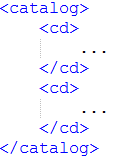 <catalog>
<cd>
...
</cd>
<cd>
...
</cd>
</catalog>